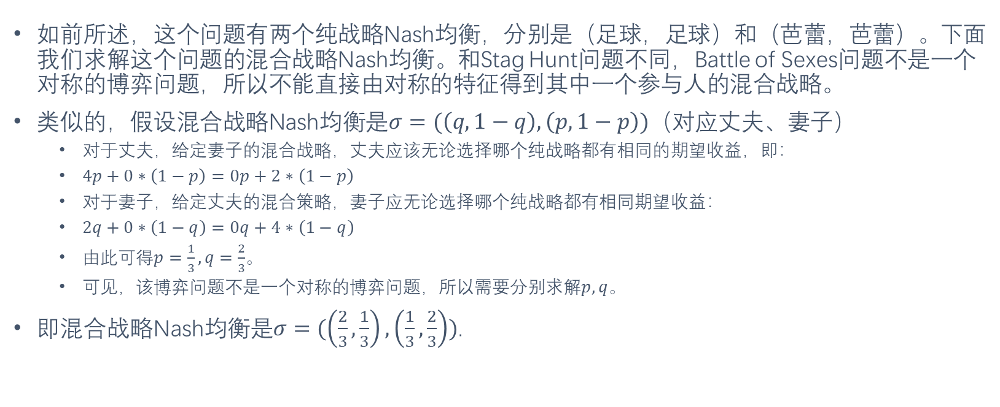 • 如前所述，这个问题有两个纯战略Nash均衡，分别是（足球，足球）和（芭蕾，芭蕾）。下面
我们求解这个问题的混合战略Nash均衡。和Stag Hunt问题不同，Battle of Sexes问题不是一个
对称的博弈问题，所以不能直接由对称的特征得到其中一个参与人的混合战略。
• 类似的，假设混合战略Nash均衡是σ = ((q, 1 − q), (p, 1 − p))（对应丈夫、妻子）
• 对于丈夫，给定妻子的混合战略，丈夫应该无论选择哪个纯战略都有相同的期望收益，即：
• 4p + 0 * (1 − p) = 0p + 2 * (1 − p)
• 对于妻子，给定丈夫的混合策略，妻子应无论选择哪个纯战略都有相同期望收益：
• 2q + 0 * (1 − q) = 0q + 4 * (1 − q)
• 由此可得p = 1/3, q = 2/3。
• 可见，该博弈问题不是一个对称的博弈问题，所以需要分别求解p, q。
• 即混合战略Nash均衡是σ = ((2/3, 1/3), (1/3, 2/3)).